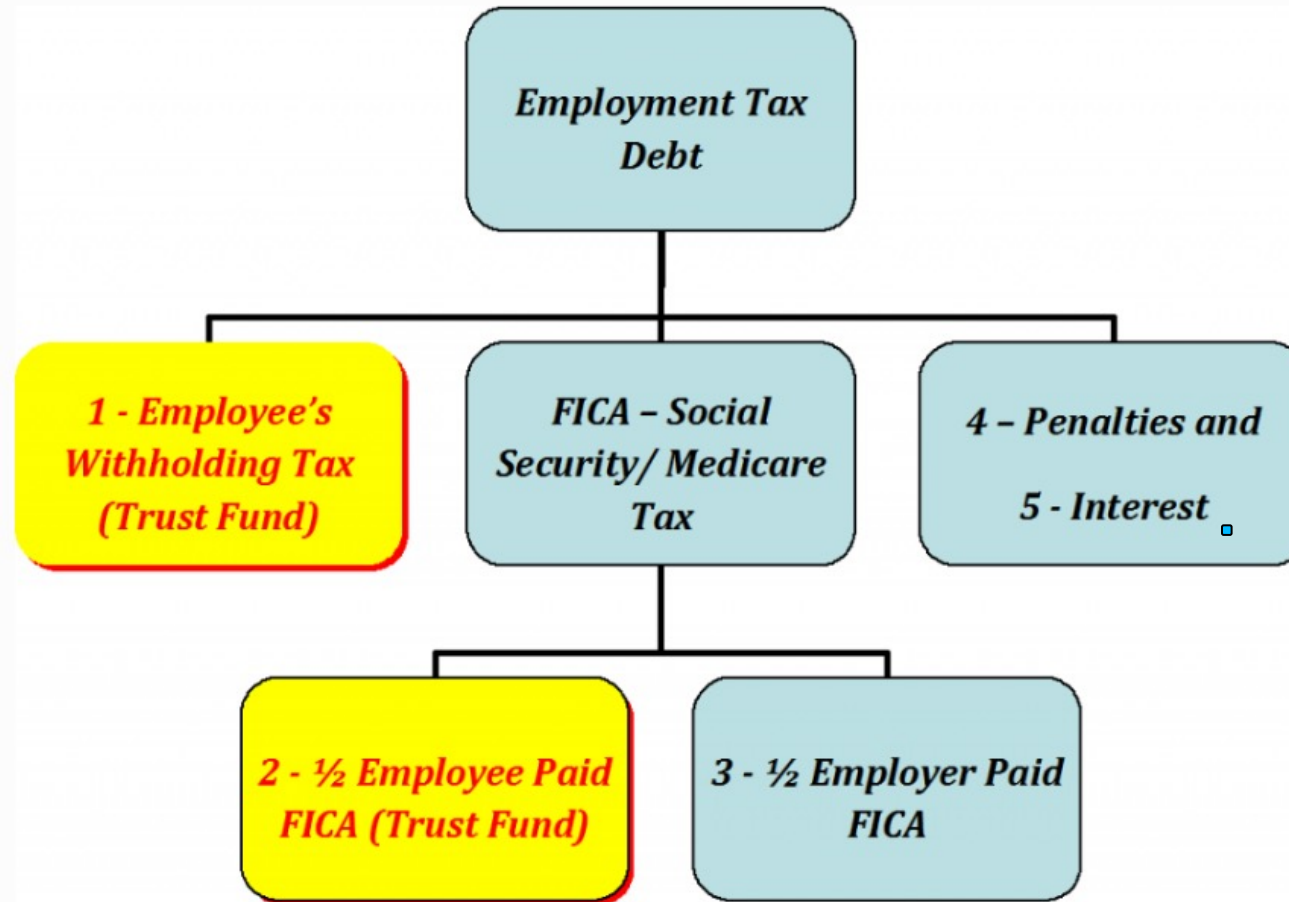 Employment Tax
Debt
1 - Employee’s
Withholding Tax
(Trust Fund)
FICA – Social
Security/ Medicare
Tax
4 – Penalties and
5 - Interest
2 - ½ Employee Paid
FICA (Trust Fund)
3 - ½ Employer Paid
FICA